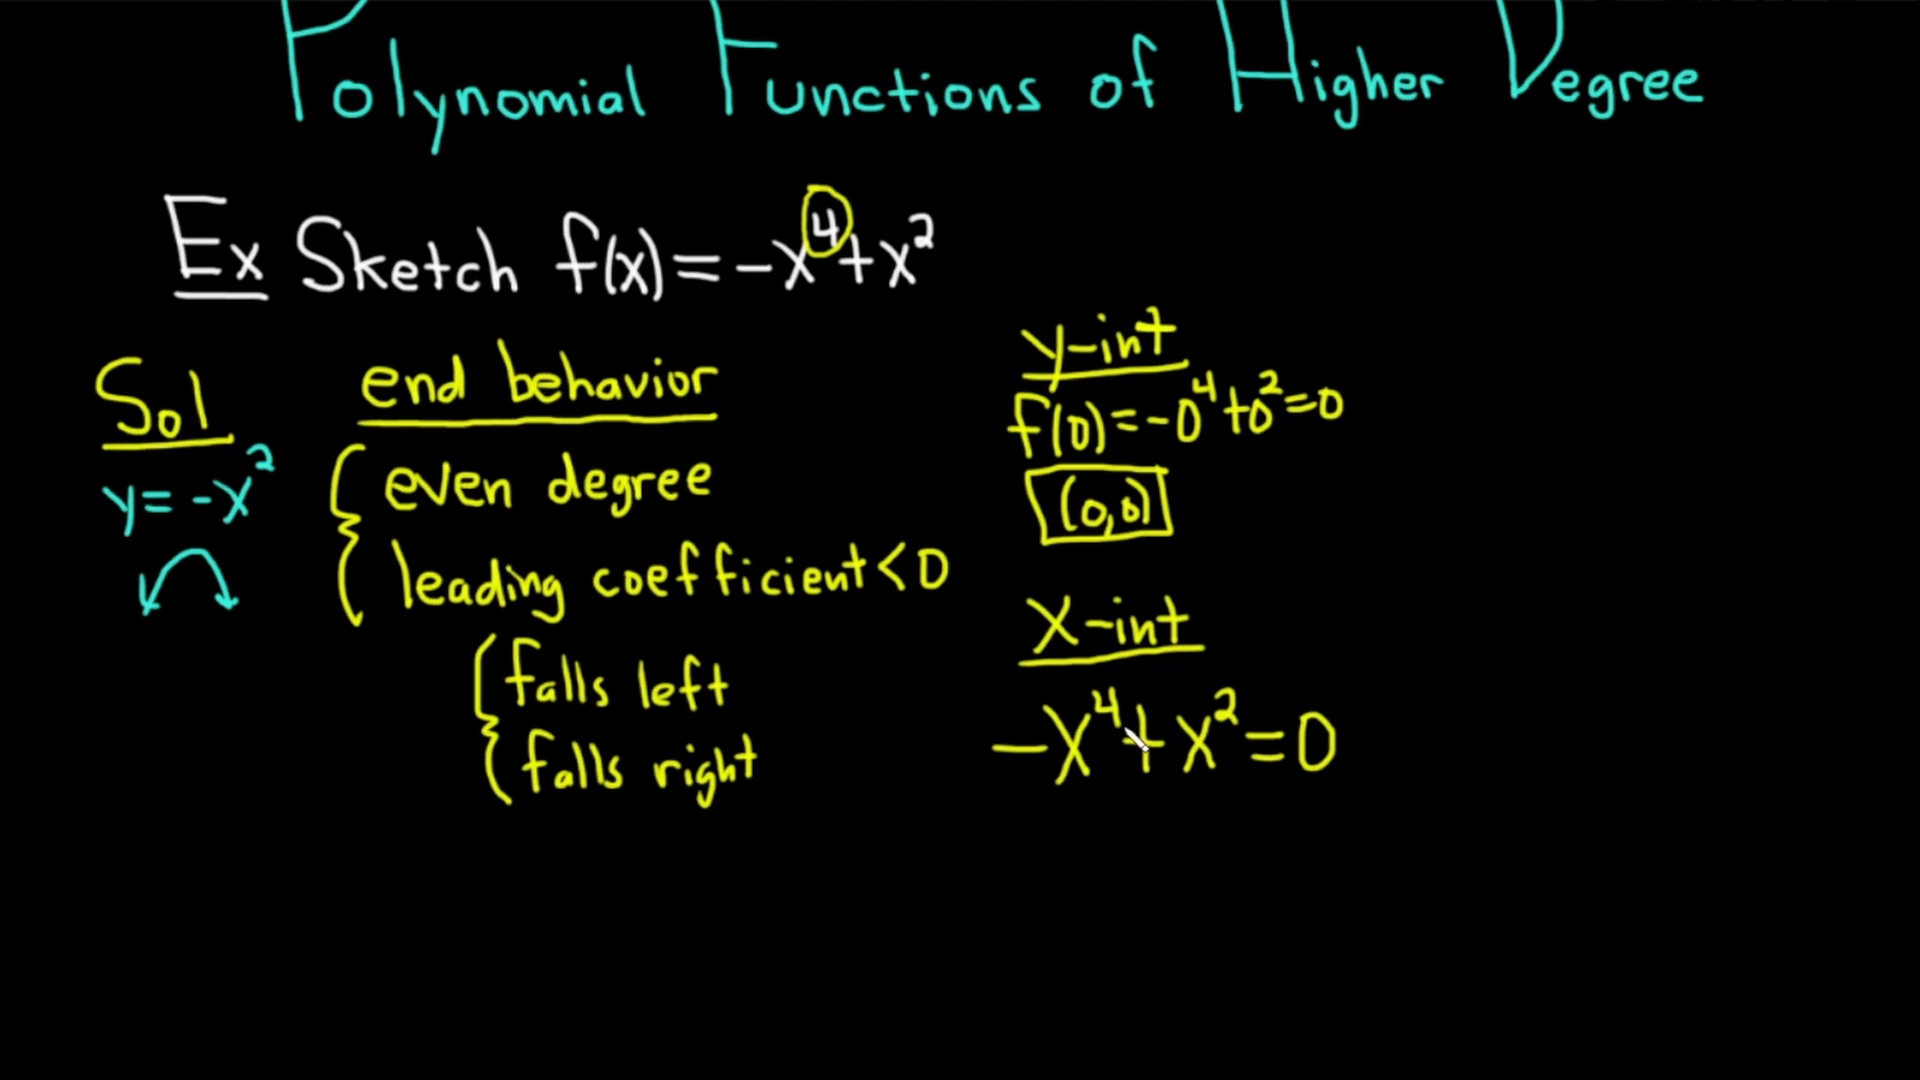 Polynomial Functions of Higher Degree
Ex Sketch f(x) = -x⁴+x²
Sol
y = -x²
end behavior
even degree
leading coefficient < 0
falls left
falls right
y-int
f(0) = -0⁴+0² = 0
(0,0)
x-int
-x⁴+x² = 0